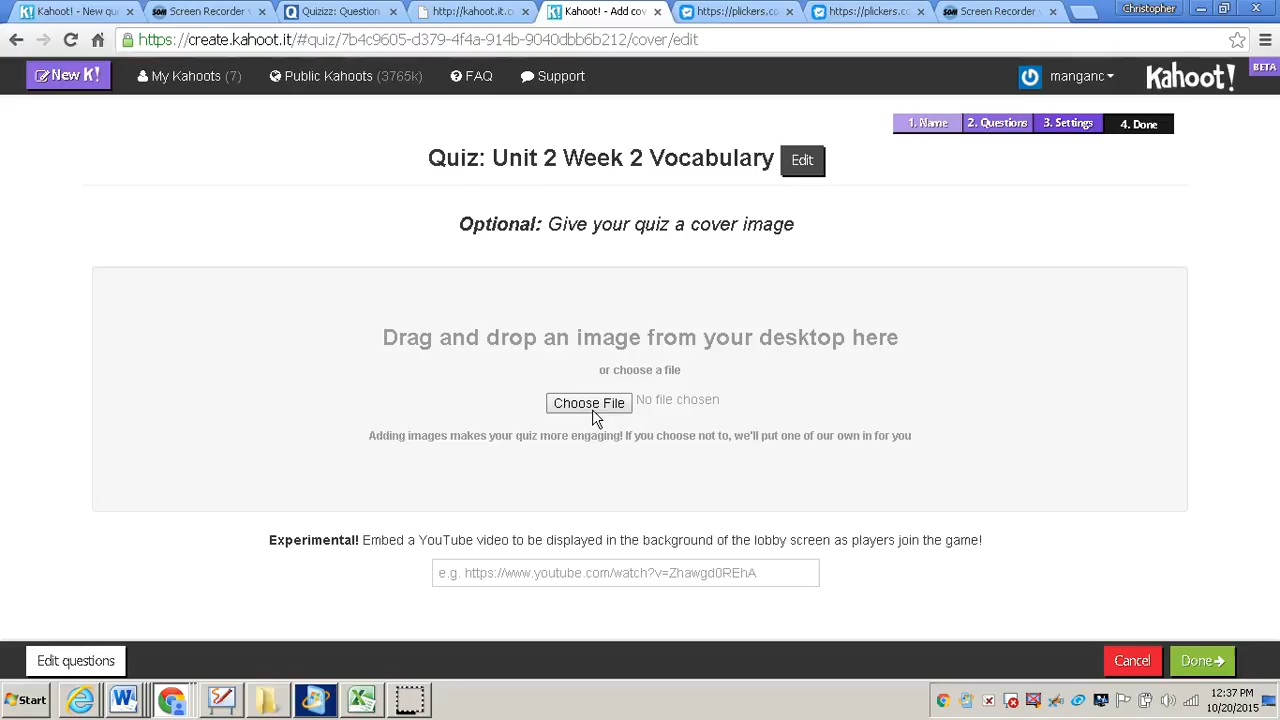 Kahoot! - New qu
Screen Recorder
Quizizz: Question
http://kahoot.it.c
Kahoot! - Add cov
https://plickers.co
https://plickers.co
Screen Recorder
Christopher
https://create.kahoot.it/#quiz/7b4c9605-d379-4f4a-914b-9040dbb6b212/cover/edit
New K!
My Kahoots (7)
Public Kahoots (3765k)
FAQ
Support
manganc
Kahoot!
BETA
1. Name
2. Questions
3. Settings
4. Done
Quiz: Unit 2 Week 2 Vocabulary
Edit
Optional: Give your quiz a cover image
Drag and drop an image from your desktop here
or choose a file
Choose File No file chosen
Adding images makes your quiz more engaging! If you choose not to, we'll put one of our own in for you
Experimental! Embed a YouTube video to be displayed in the background of the lobby screen as players join the game!
e.g. https://www.youtube.com/watch?v=Zhawgd0REhA
Edit questions
Cancel
Done
Start
12:37 PM
10/20/2015